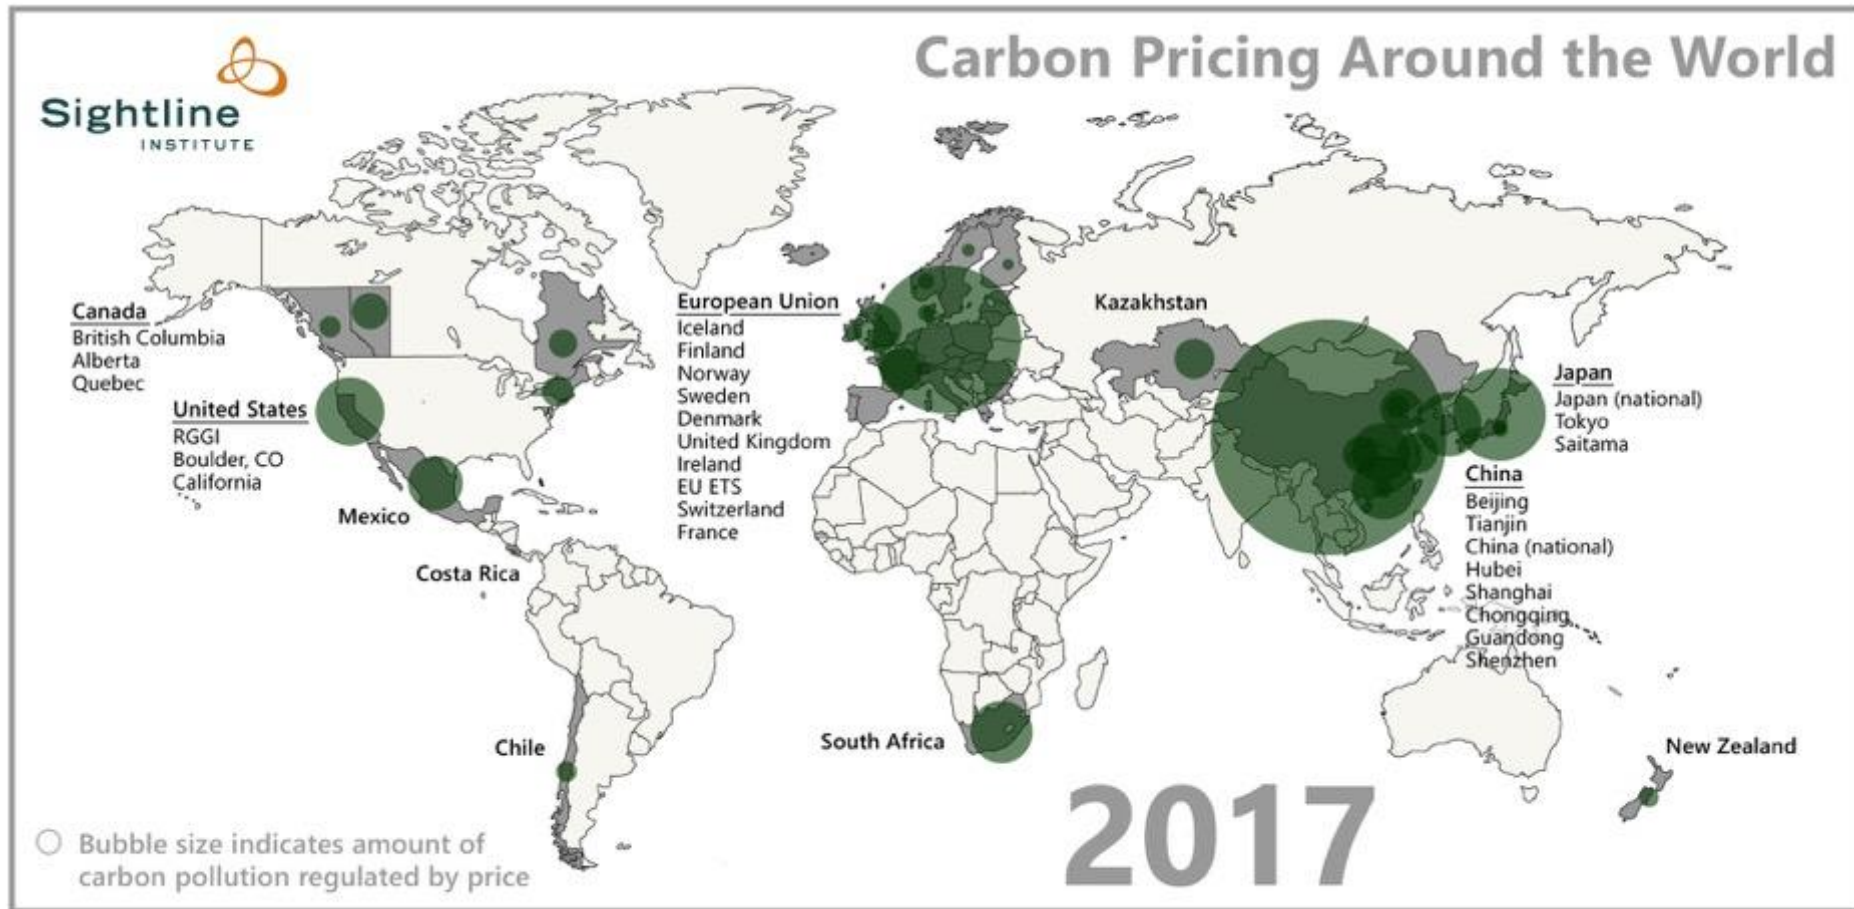 Carbon Pricing Around the World
Sightline
INSTITUTE
Canada
British Columbia
Alberta
Quebec
United States
RGGI
Boulder, CO
California
Mexico
Costa Rica
Chile
European Union
Iceland
Finland
Norway
Sweden
Denmark
United Kingdom
Ireland
EU ETS
Switzerland
France
Kazakhstan
South Africa
Japan
Japan (national)
Tokyo
Saitama
China
Beijing
Tianjin
China (national)
Hubei
Shanghai
Chongqing
Guandong
Shenzhen
New Zealand
2017
Bubble size indicates amount of
carbon pollution regulated by price